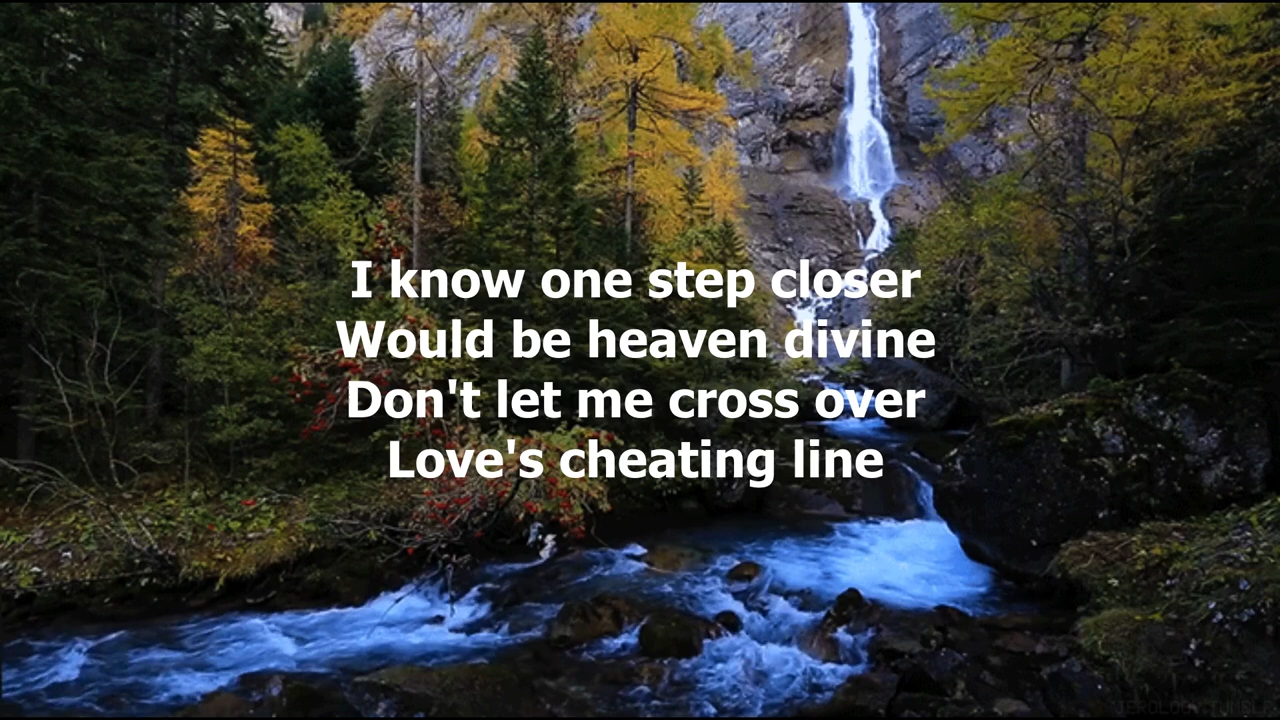 I know one step closer
Would be heaven divine
Don't let me cross over
Love's cheating line